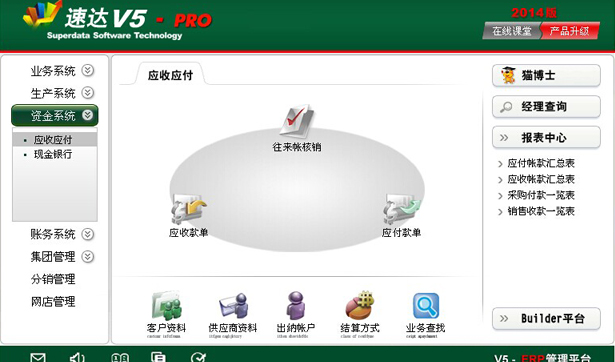 速达 V5 - PRO
Superdata Software Technology
2014版
在线课堂 产品升级
业务系统
生产系统
资金系统
应收应付
现金银行
账务系统
集团管理
分销管理
网店管理
应收应付
往来帐核销
应收款单
应付款单
客户资料
供应商资料
出纳帐户
结算方式
业务查找
猫博士
经理查询
报表中心
应付帐款汇总表
应收帐款汇总表
采购付款一览表
销售收款一览表
Builder平台
V5 - ERP管理平台